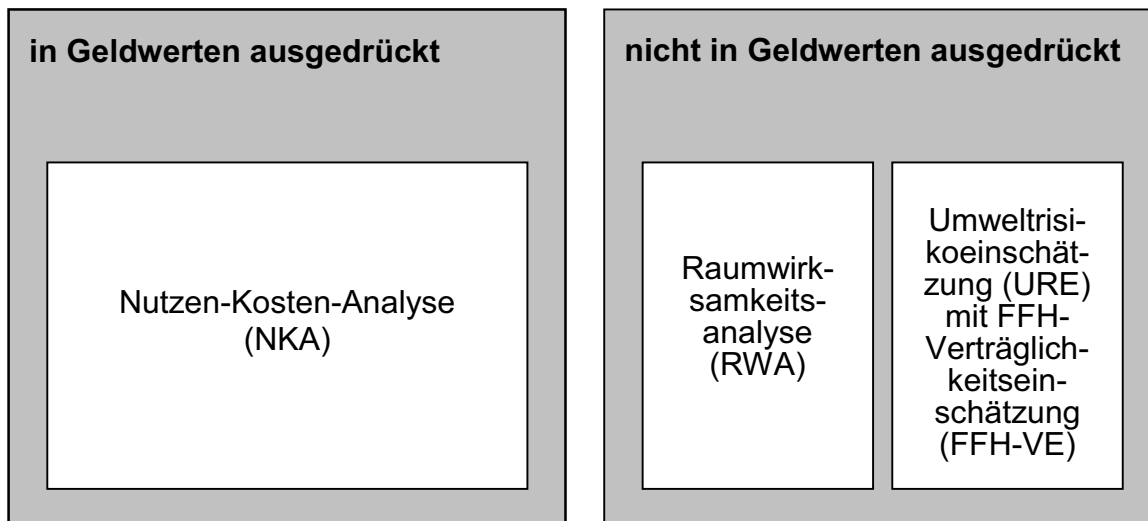 in Geldwerten ausgedrückt
Nutzen-Kosten-Analyse
(NKA)
nicht in Geldwerten ausgedrückt
Raumwirk-
samkeits-
analyse
(RWA)
Umweltrisi-
koeinschät-
zung (URE)
mit FFH-
Verträglich-
keitsein-
schätzung
(FFH-VE)